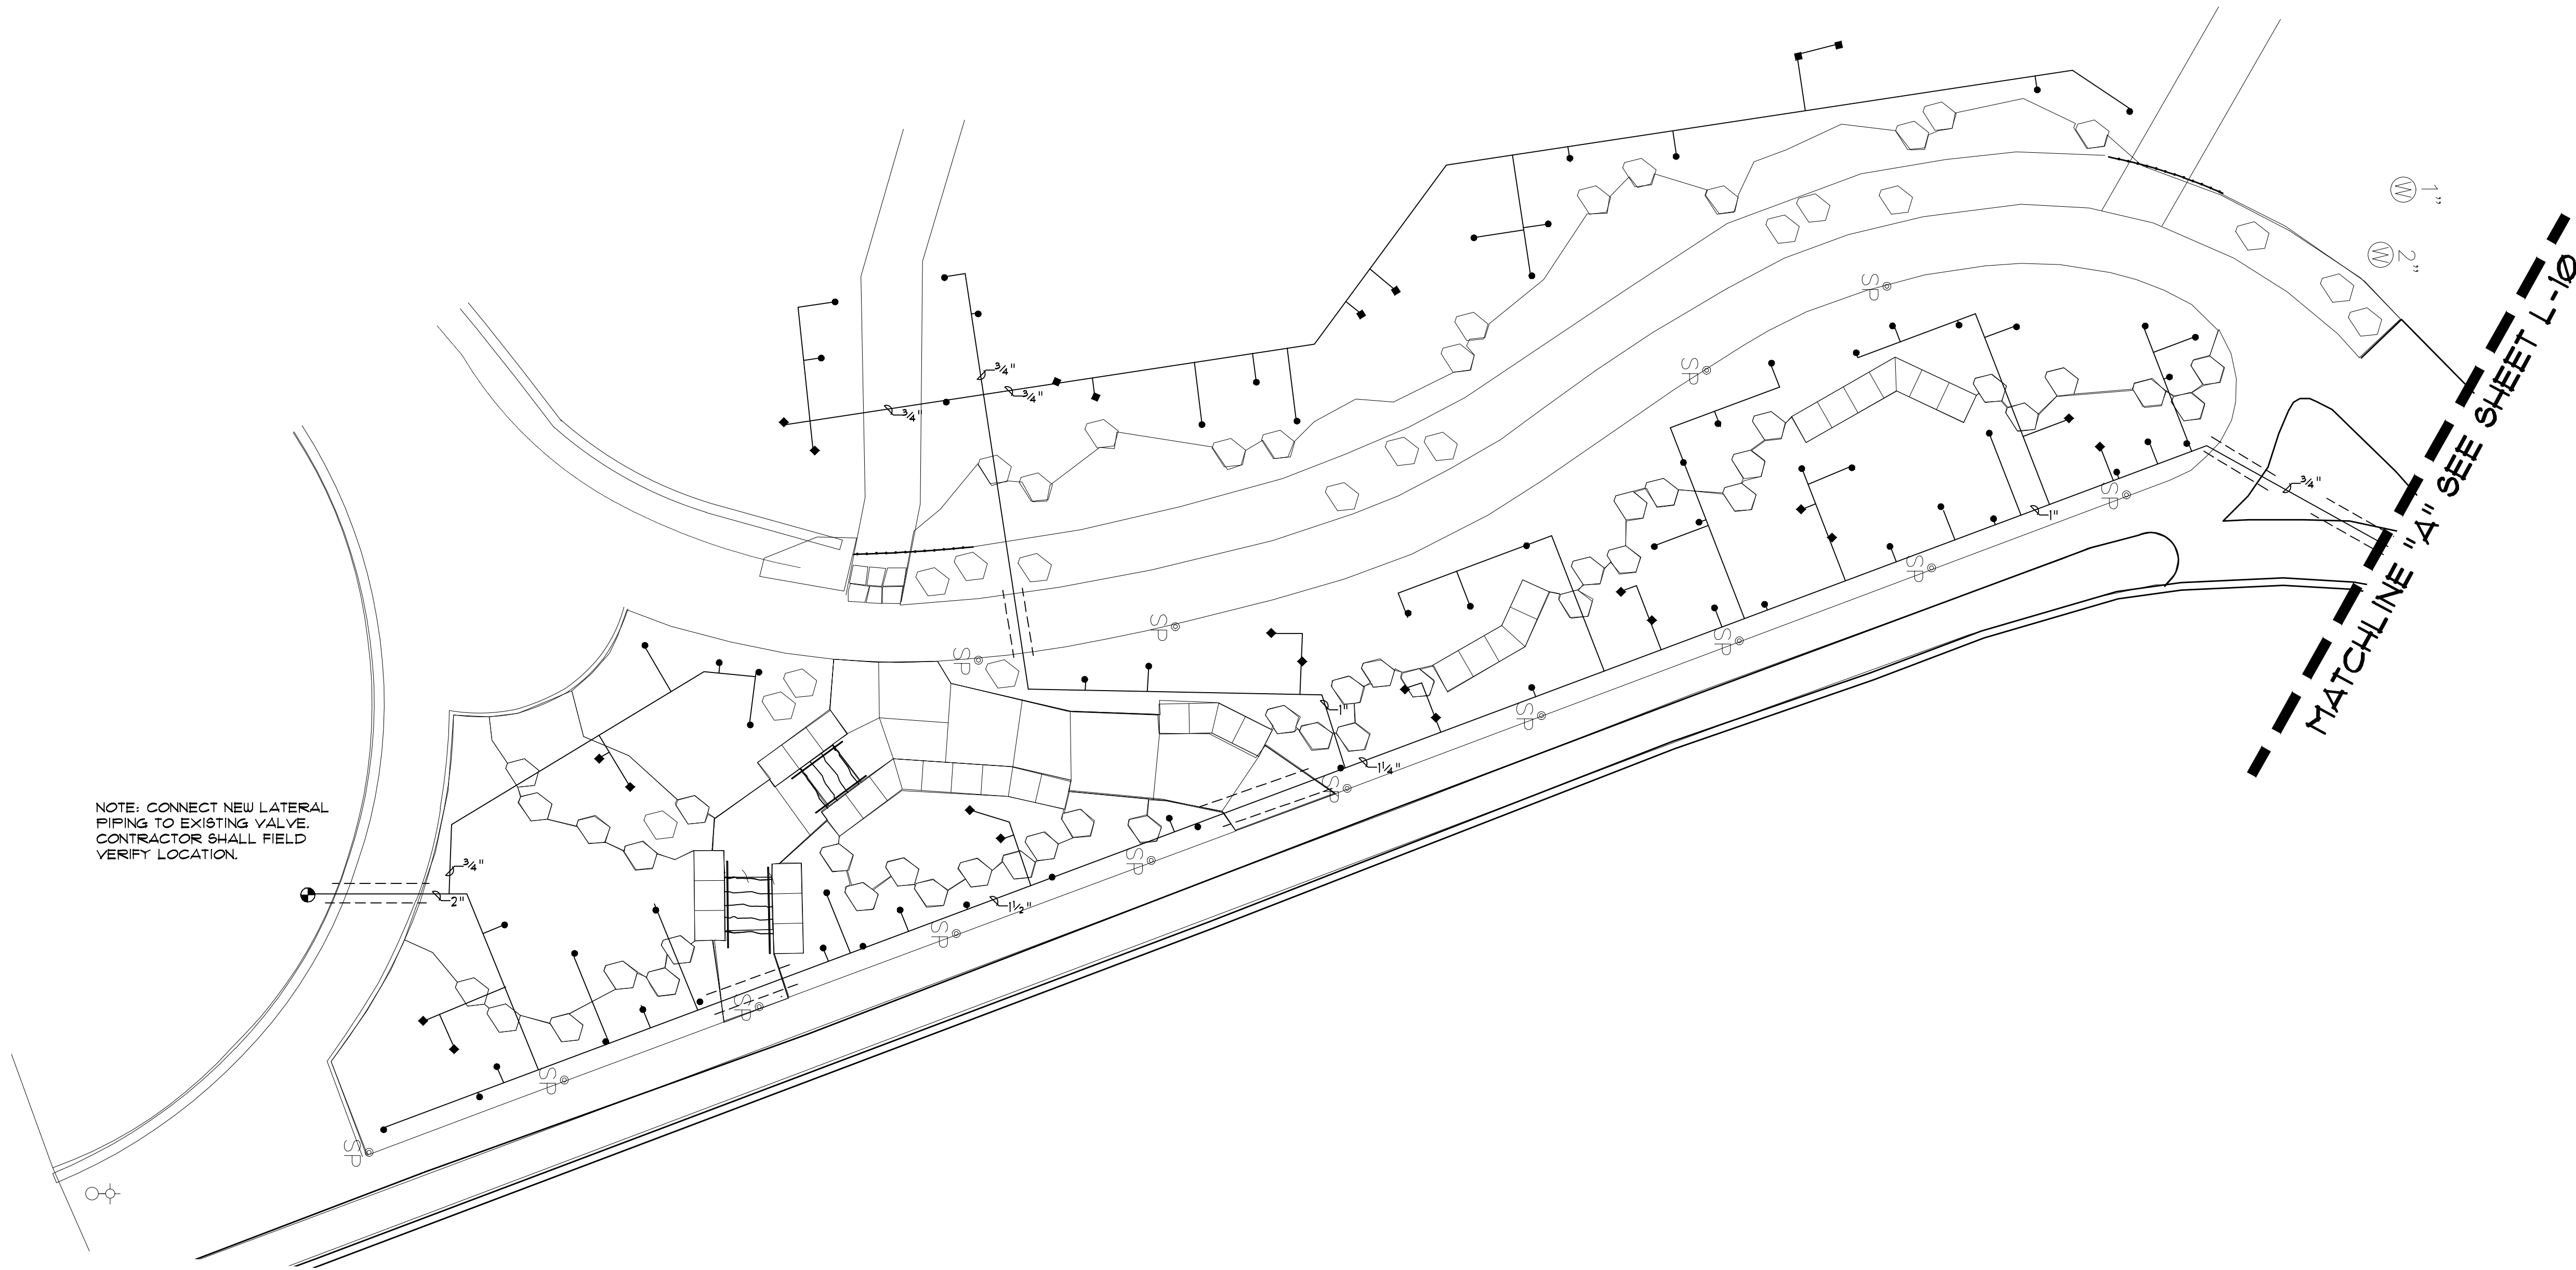 1"
2"
W
W
MATCHLINE "A" SEE SHEET L-10
SP
SP
3/4"
3/4"
3/4"
3/4"
SP
1"
SP
SP
SP
SP
1"
SP
1 1/4"
SP
NOTE: CONNECT NEW LATERAL
PIPING TO EXISTING VALVE.
CONTRACTOR SHALL FIELD
VERIFY LOCATION.
3/4"
2"
SP
1 1/2"
SP
SP
SP
SP